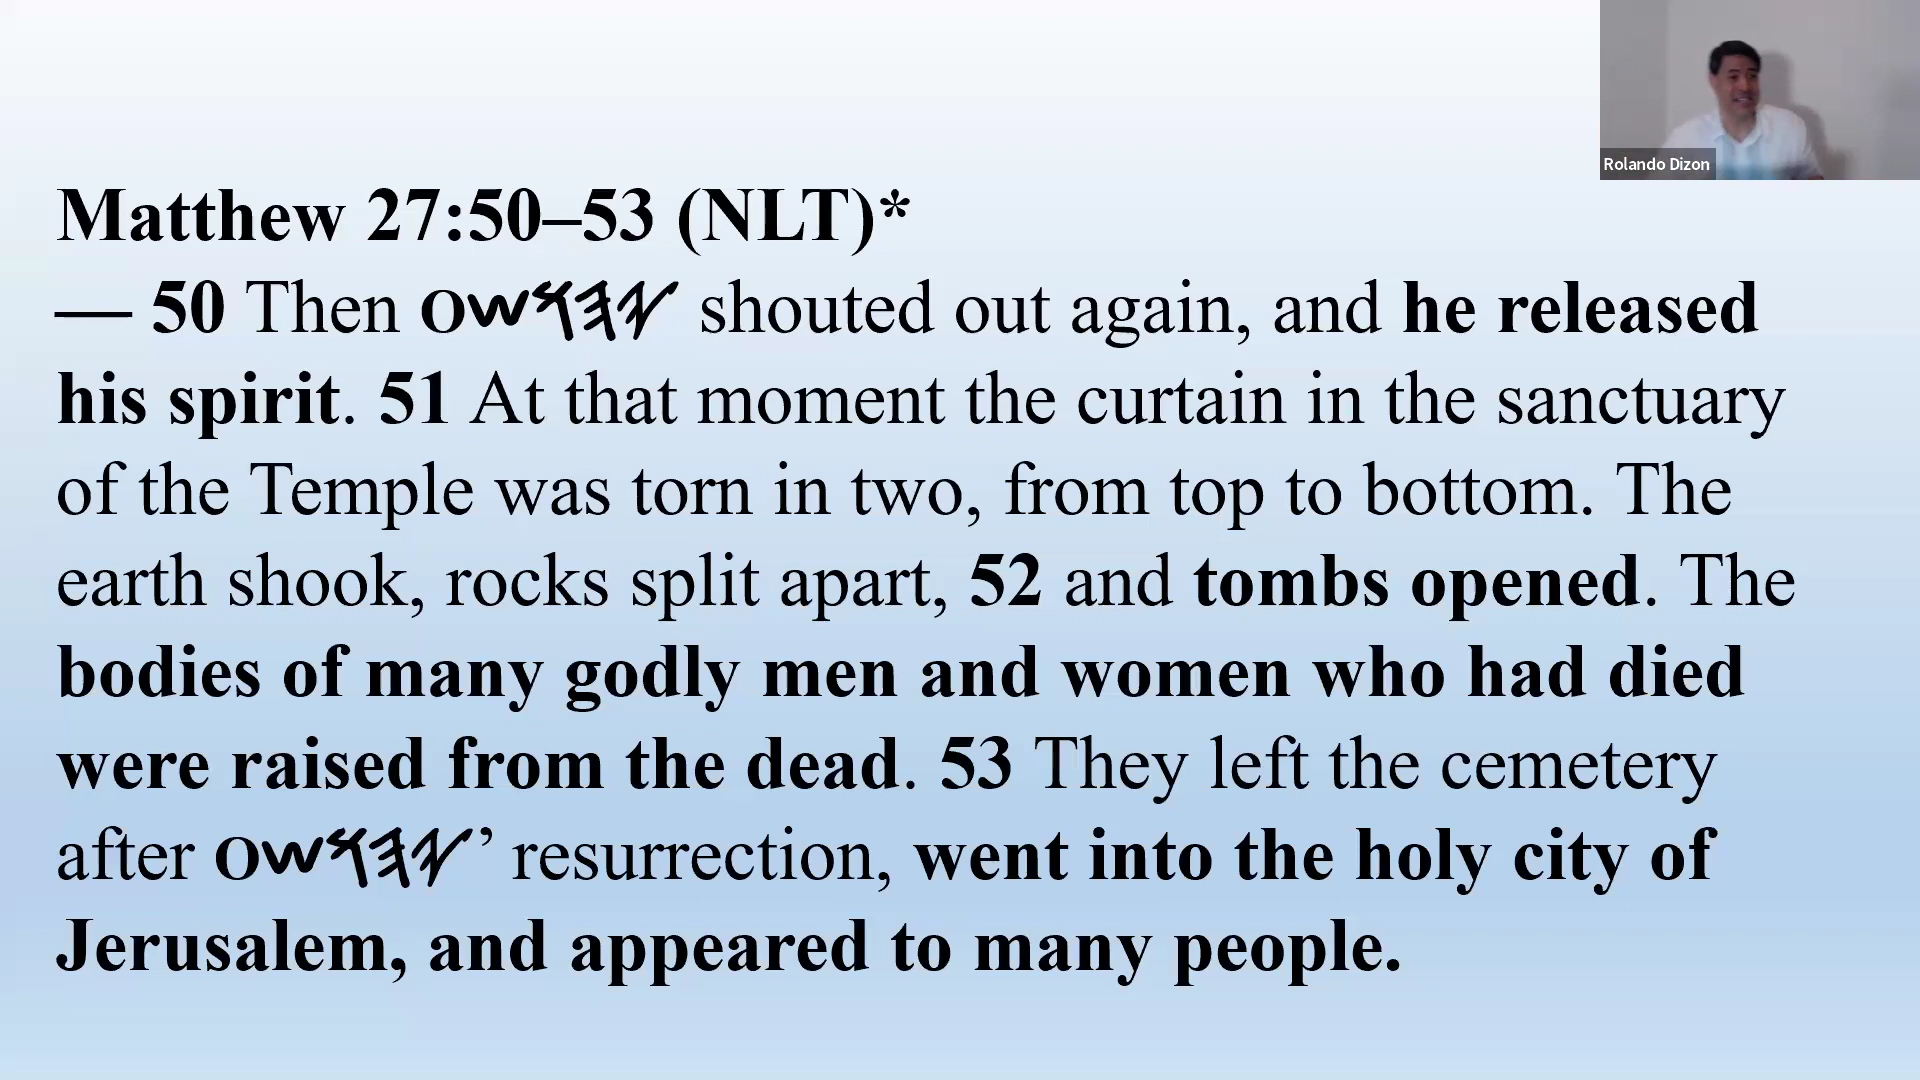 Rolando Dizon
Matthew 27:50–53 (NLT)*
— 50 Then 𐤉𐤄𐤅𐤔𐤏 shouted out again, and he released
his spirit. 51 At that moment the curtain in the sanctuary
of the Temple was torn in two, from top to bottom. The
earth shook, rocks split apart, 52 and tombs opened. The
bodies of many godly men and women who had died
were raised from the dead. 53 They left the cemetery
after 𐤉𐤄𐤅𐤔𐤏’ resurrection, went into the holy city of
Jerusalem, and appeared to many people.